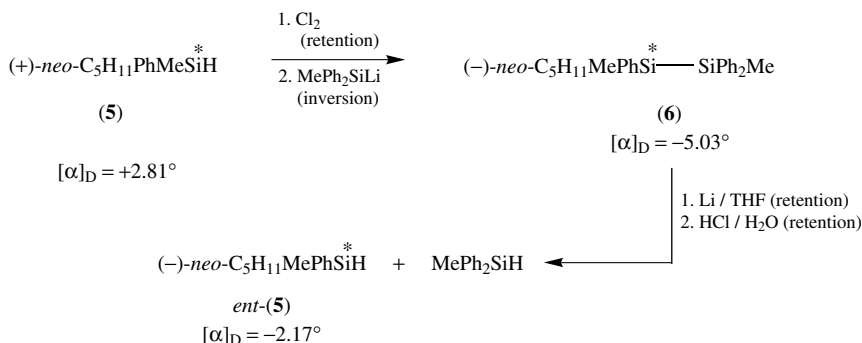 (+)-neo-C5H11PhMeSiH
*
(5)
[α]D = +2.81°
1. Cl2
(retention)
2. MePh2SiLi
(inversion)
(−)-neo-C5H11MePhSi — SiPh2Me
*
(6)
[α]D = −5.03°
1. Li / THF (retention)
2. HCl / H2O (retention)
(−)-neo-C5H11MePhSiH + MePh2SiH
*
ent-(5)
[α]D = −2.17°